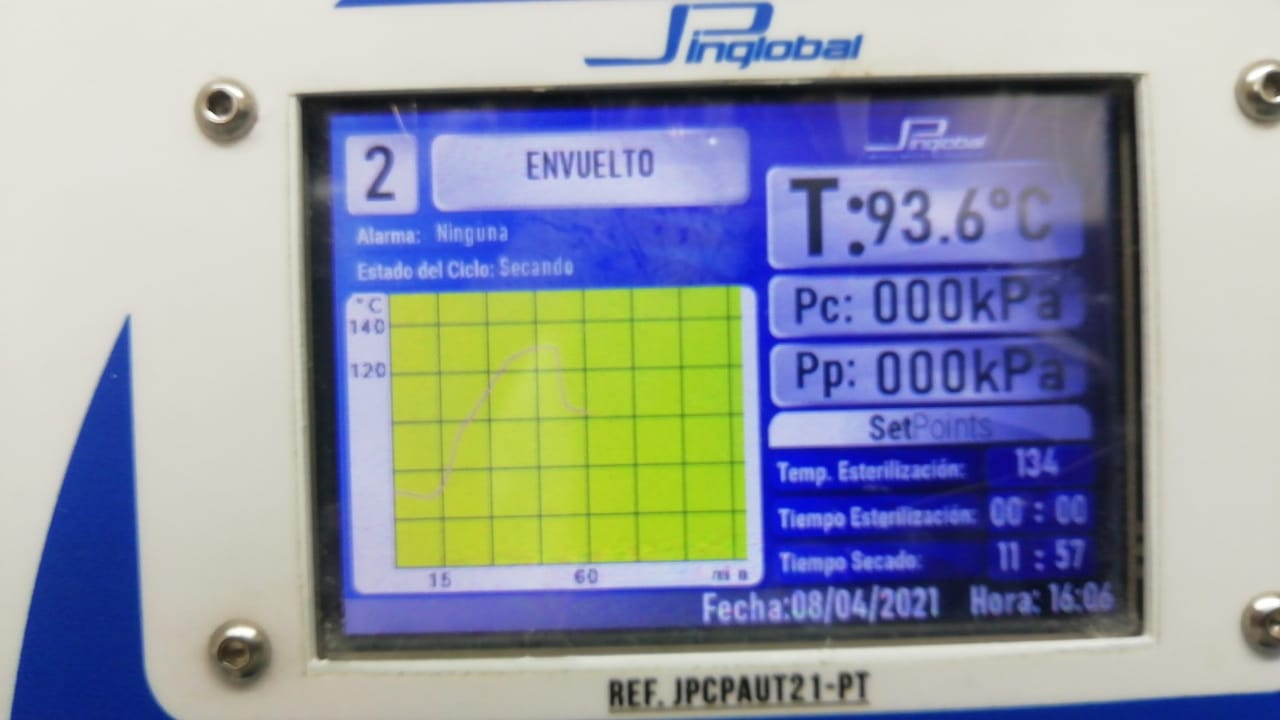 JPinglobal
JPinglobal
2 ENVUELTO
T:93.6°C
Alarma: Ninguna
Estado del Ciclo: Secando
Pc: 000kPa
Pp: 000kPa
°C
140
120
15 60
SetPoints
Temp. Esterilización: 134
Tiempo Esterilización: 00 : 00
Tiempo Secado: 11 : 57
Fecha:08/04/2021 Hora: 16:06
REF. JPCPAUT21-PT